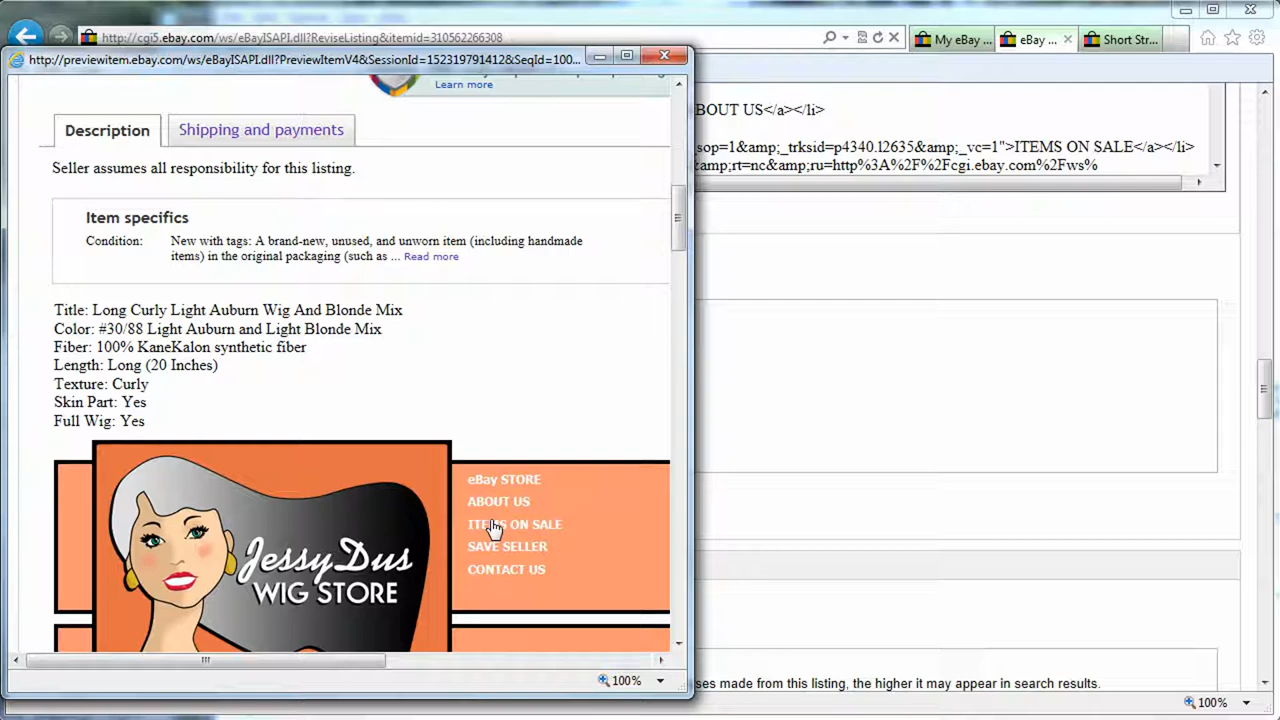 http://cgi5.ebay.com/ws/eBayISAPI.dll?ReviseListing&itemid=310562266308
My eBay ...
eBay ...
Short Str...
http://previewitem.ebay.com/ws/eBayISAPI.dll?PreviewItemV4&SessionId=152319791412&SeqId=100...
Learn more
Description
Shipping and payments
Seller assumes all responsibility for this listing.
Item specifics
Condition:
New with tags: A brand-new, unused, and unworn item (including handmade
items) in the original packaging (such as ... Read more
Title: Long Curly Light Auburn Wig And Blonde Mix
Color: #30/88 Light Auburn and Light Blonde Mix
Fiber: 100% KaneKalon synthetic fiber
Length: Long (20 Inches)
Texture: Curly
Skin Part: Yes
Full Wig: Yes
JessyDus
WIG STORE
eBay STORE
ABOUT US
ITEMS ON SALE
SAVE SELLER
CONTACT US
100%
BOUT US</a></li>
sop=1&amp;_trksid=p4340.l2635&amp;_vc=1">ITEMS ON SALE</a></li>
&amp;rt=nc&amp;ru=http%3A%2F%2Fcgi.ebay.com%2Fws%
ses made from this listing, the higher it may appear in search results.
100%